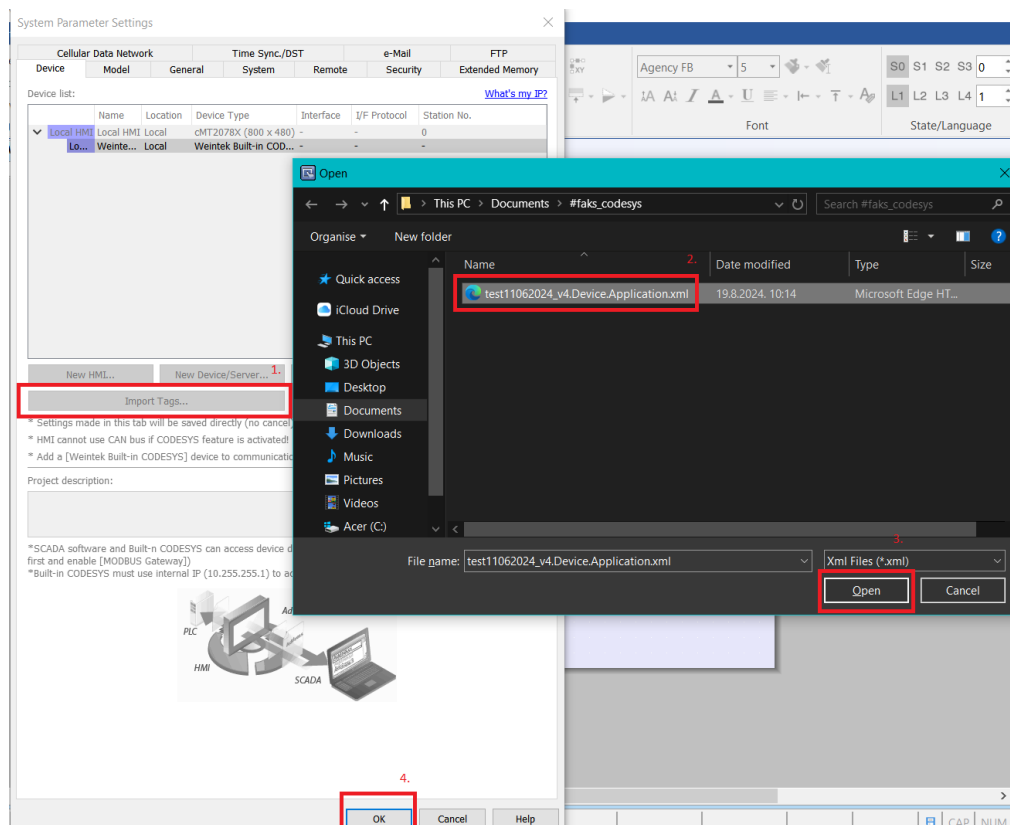 System Parameter Settings
Cellular Data Network Time Sync./DST e-Mail FTP
Device Model General System Remote Security Extended Memory
Device list: What's my IP?
Name Location Device Type Interface I/F Protocol Station No.
Local HMI Local HMI Local cMT2078X (800 x 480) - - 0
Lo... Weinte... Local Weintek Built-in COD... - - -
New HMI... New Device/Server... 1.
Import Tags...
* Settings made in this tab will be saved directly (no cancel
* HMI cannot use CAN bus if CODESYS feature is activated!
* Add a [Weintek Built-in CODESYS] device to communicatio
Project description:
*SCADA software and Built-n CODESYS can access device d
first and enable [MODBUS Gateway])
*Built-in CODESYS must use internal IP (10.255.255.1) to ac
PLC
HMI
SCADA
Ad
4.
OK Cancel Help
Agency FB 5
S0 S1 S2 S3 0
L1 L2 L3 L4 1
Font State/Language
Open
This PC > Documents > #faks_codesys Search #faks_codesys
Organise New folder
Name 2. Date modified Type Size
test11062024_v4.Device.Application.xml 19.8.2024. 10:14 Microsoft Edge HT...
Quick access
iCloud Drive
This PC
3D Objects
Desktop
Documents
Downloads
Music
Pictures
Videos
Acer (C:)
3.
File name: test11062024_v4.Device.Application.xml Xml Files (*.xml)
Open Cancel
CAP NUM